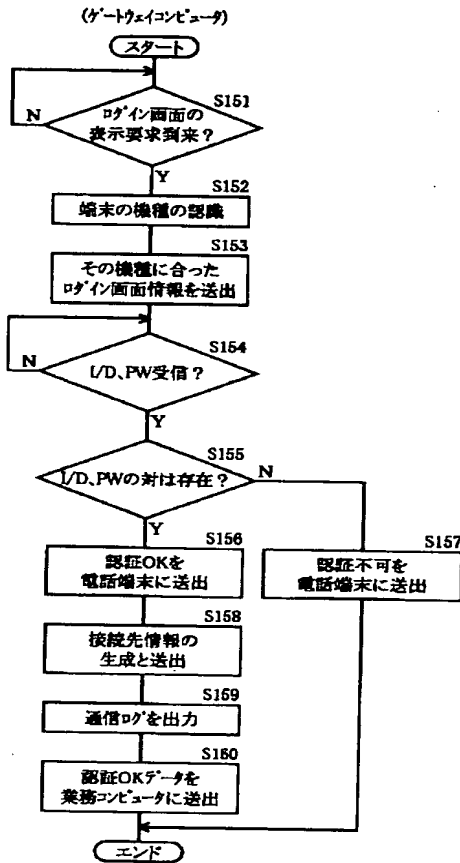 (ゲートウェイコンピュータ)
スタート
S151
ログイン画面の
表示要求到来?
N
Y
S152
端末の機種の認識
S153
その機種に合った
ログイン画面情報を送出
S154
I/D、PW受信?
N
Y
S155
I/D、PWの対は存在?
N
Y
S156
認証OKを
電話端末に送出
S157
認証不可を
電話端末に送出
S158
接続先情報の
生成と送出
S159
通信ログを出力
S160
認証OKデータを
業務コンピュータに送出
エンド